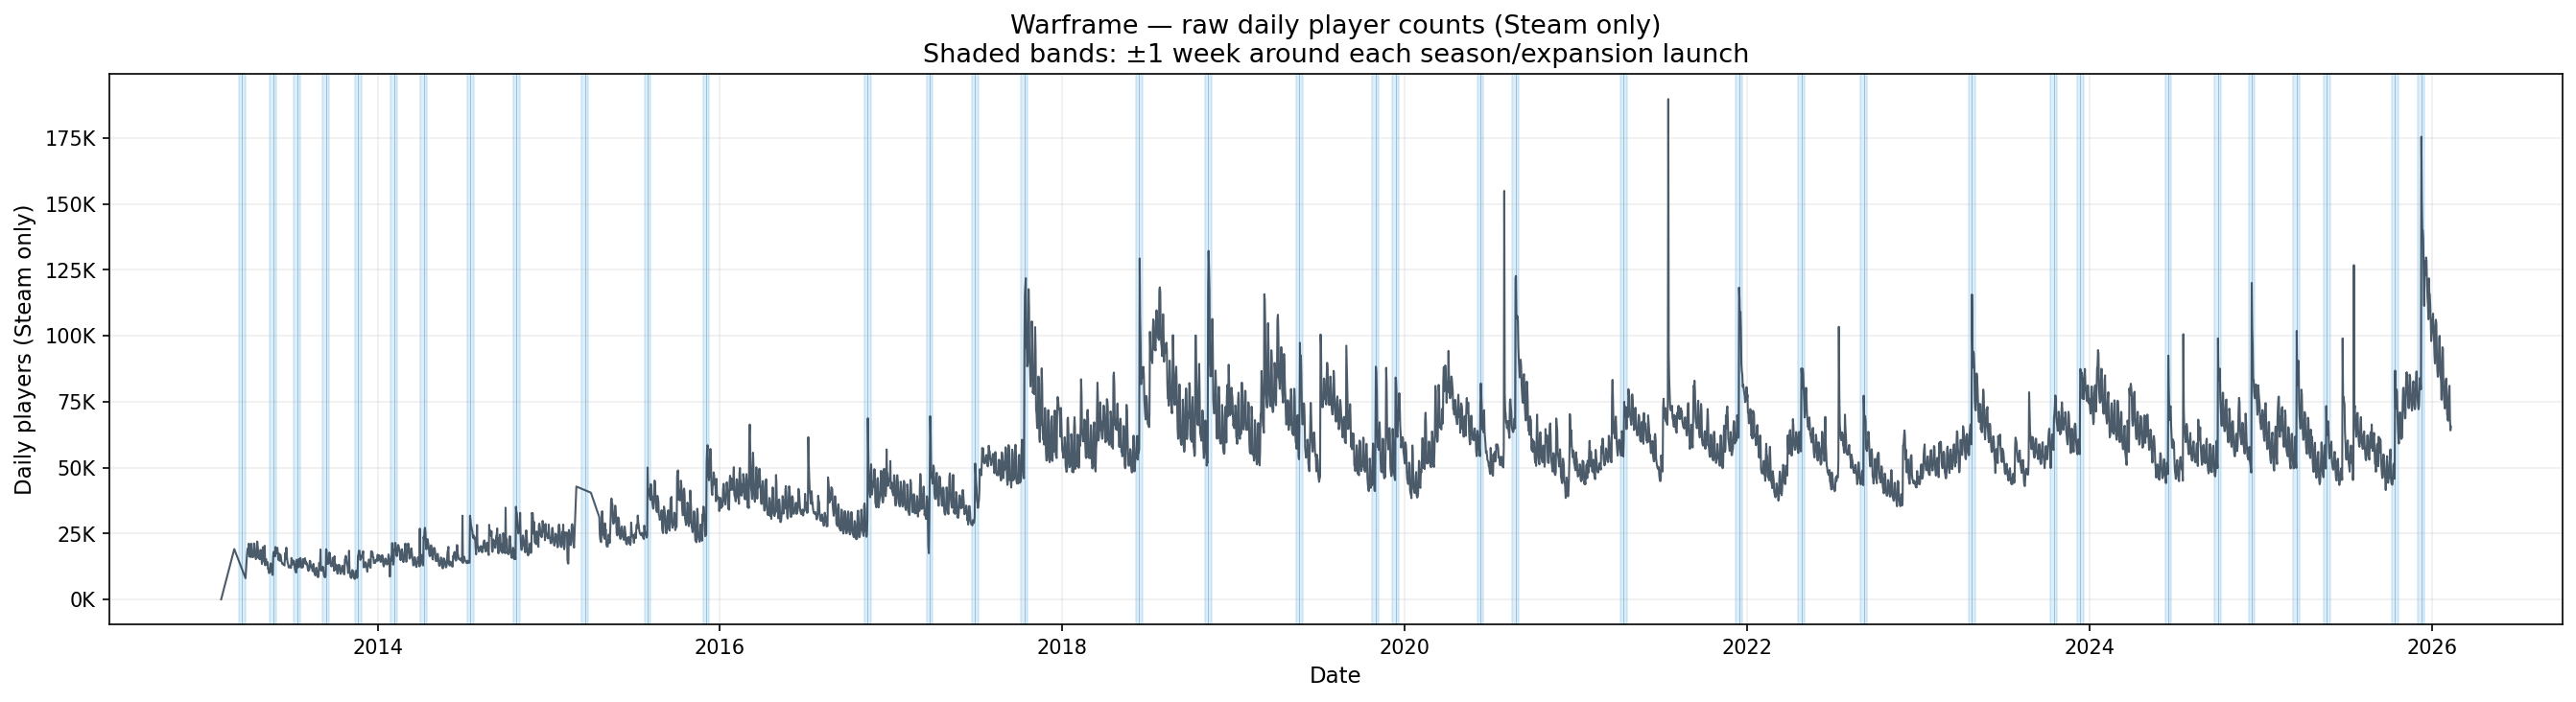 Warframe — raw daily player counts (Steam only)
Shaded bands: ±1 week around each season/expansion launch
Daily players (Steam only)
175K
150K
125K
100K
75K
50K
25K
0K
2014 2016 2018 2020 2022 2024 2026
Date